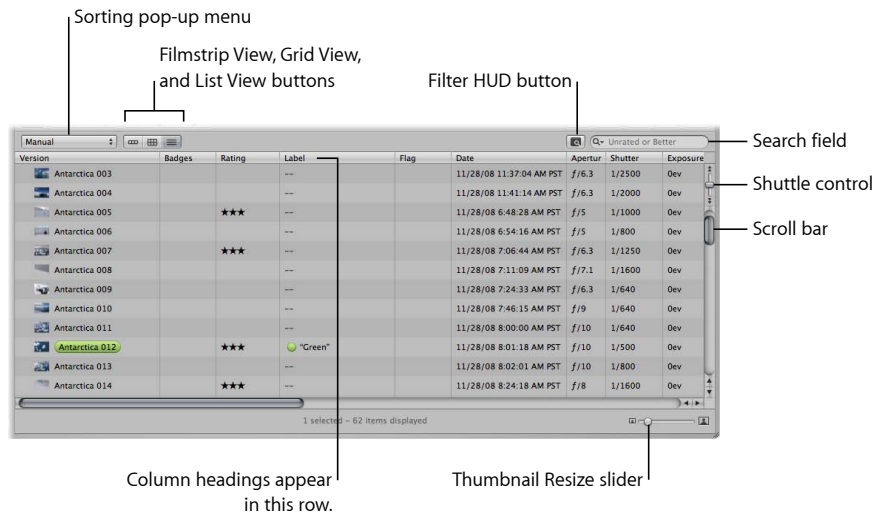 Sorting pop-up menu
Filmstrip View, Grid View,
and List View buttons
Filter HUD button
Manual
Unrated or Better
Search field
Version Badges Rating Label Flag Date Apertur Shutter Exposure
Antarctica 003 -- 11/28/08 11:37:04 AM PST ƒ/6.3 1/2500 0ev
Antarctica 004 -- 11/28/08 11:41:14 AM PST ƒ/6.3 1/2000 0ev
Shuttle control
Antarctica 005 ★★★ -- 11/28/08 6:48:28 AM PST ƒ/5 1/1000 0ev
Antarctica 006 -- 11/28/08 6:54:16 AM PST ƒ/5 1/800 0ev
Scroll bar
Antarctica 007 ★★★ -- 11/28/08 7:06:44 AM PST ƒ/6.3 1/1250 0ev
Antarctica 008 -- 11/28/08 7:11:09 AM PST ƒ/7.1 1/1600 0ev
Antarctica 009 -- 11/28/08 7:24:33 AM PST ƒ/6.3 1/640 0ev
Antarctica 010 -- 11/28/08 7:46:15 AM PST ƒ/9 1/640 0ev
Antarctica 011 -- 11/28/08 8:00:00 AM PST ƒ/10 1/640 0ev
Antarctica 012 ★★★ "Green" 11/28/08 8:01:18 AM PST ƒ/10 1/500 0ev
Antarctica 013 -- 11/28/08 8:02:01 AM PST ƒ/10 1/800 0ev
Antarctica 014 ★★★ -- 11/28/08 8:24:18 AM PST ƒ/8 1/1600 0ev
1 selected – 62 items displayed
Column headings appear
in this row.
Thumbnail Resize slider